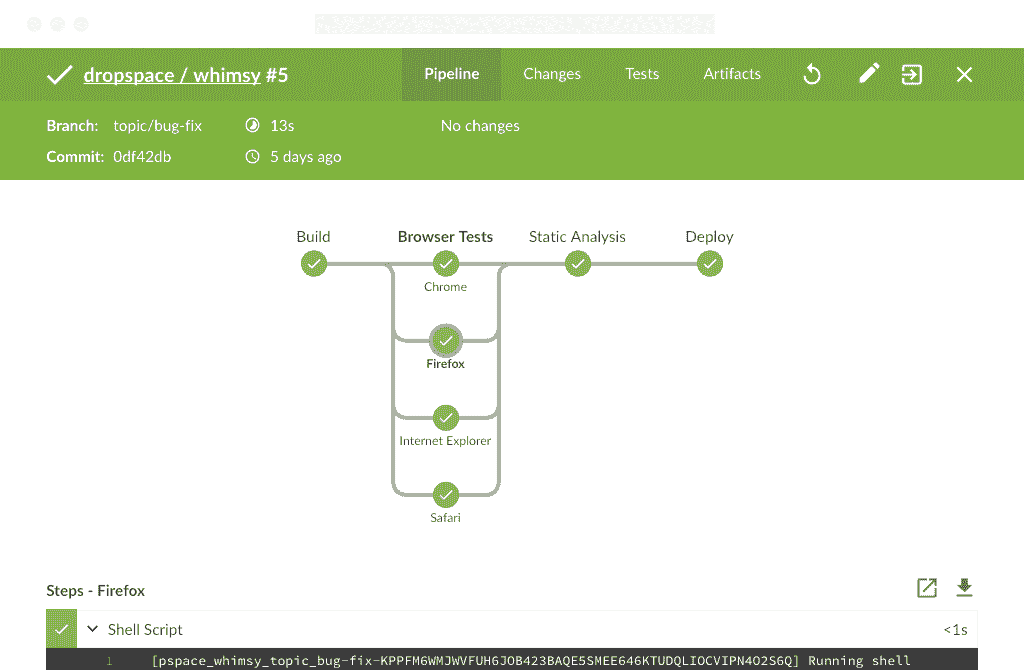 dropspace / whimsy #5 Pipeline Changes Tests Artifacts
Branch: topic/bug-fix 13s No changes
Commit: 0df42db 5 days ago
Build Browser Tests Static Analysis Deploy
Chrome
Firefox
Internet Explorer
Safari
Steps - Firefox
Shell Script <1s
1 [pspace_whimsy_topic_bug-fix-KPPFM6WMJWVFUH6JOB423BAQE5SMEE646KTUDQLIOCVIPN4O2S6Q] Running shell